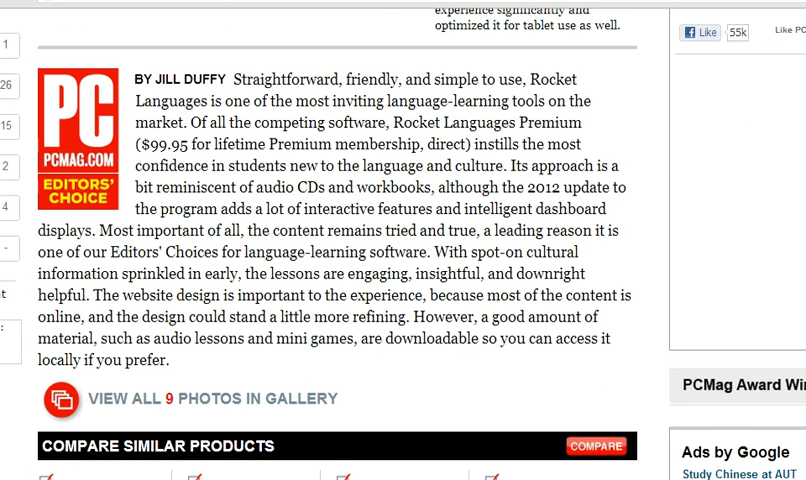 experience significantly and
optimized it for tablet use as well.
Like
55k
Like PC
1
26
15
2
4
-
PC
PCMAG.COM
EDITORS'
CHOICE
BY JILL DUFFY Straightforward, friendly, and simple to use, Rocket
Languages is one of the most inviting language-learning tools on the
market. Of all the competing software, Rocket Languages Premium
($99.95 for lifetime Premium membership, direct) instills the most
confidence in students new to the language and culture. Its approach is a
bit reminiscent of audio CDs and workbooks, although the 2012 update to
the program adds a lot of interactive features and intelligent dashboard
displays. Most important of all, the content remains tried and true, a leading reason it is
one of our Editors' Choices for language-learning software. With spot-on cultural
information sprinkled in early, the lessons are engaging, insightful, and downright
helpful. The website design is important to the experience, because most of the content is
online, and the design could stand a little more refining. However, a good amount of
material, such as audio lessons and mini games, are downloadable so you can access it
locally if you prefer.
VIEW ALL 9 PHOTOS IN GALLERY
COMPARE SIMILAR PRODUCTS
COMPARE
PCMag Award Wi
Ads by Google
Study Chinese at AUT